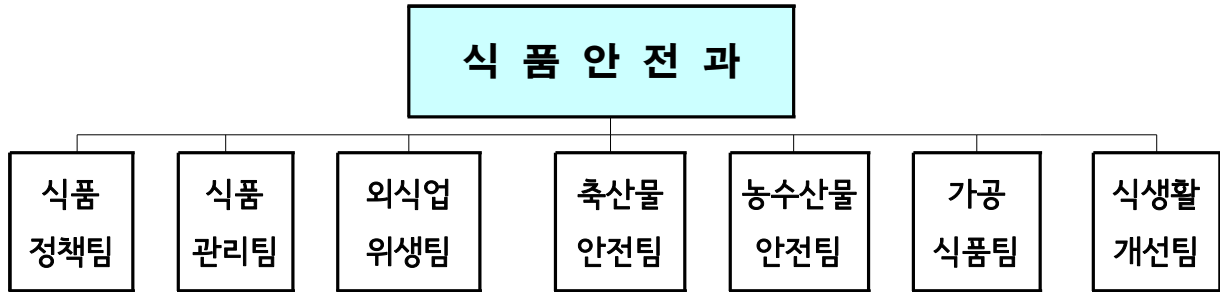 식 품 안 전 과
식품
정책팀
식품
관리팀
외식업
위생팀
축산물
안전팀
농수산물
안전팀
가공
식품팀
식생활
개선팀